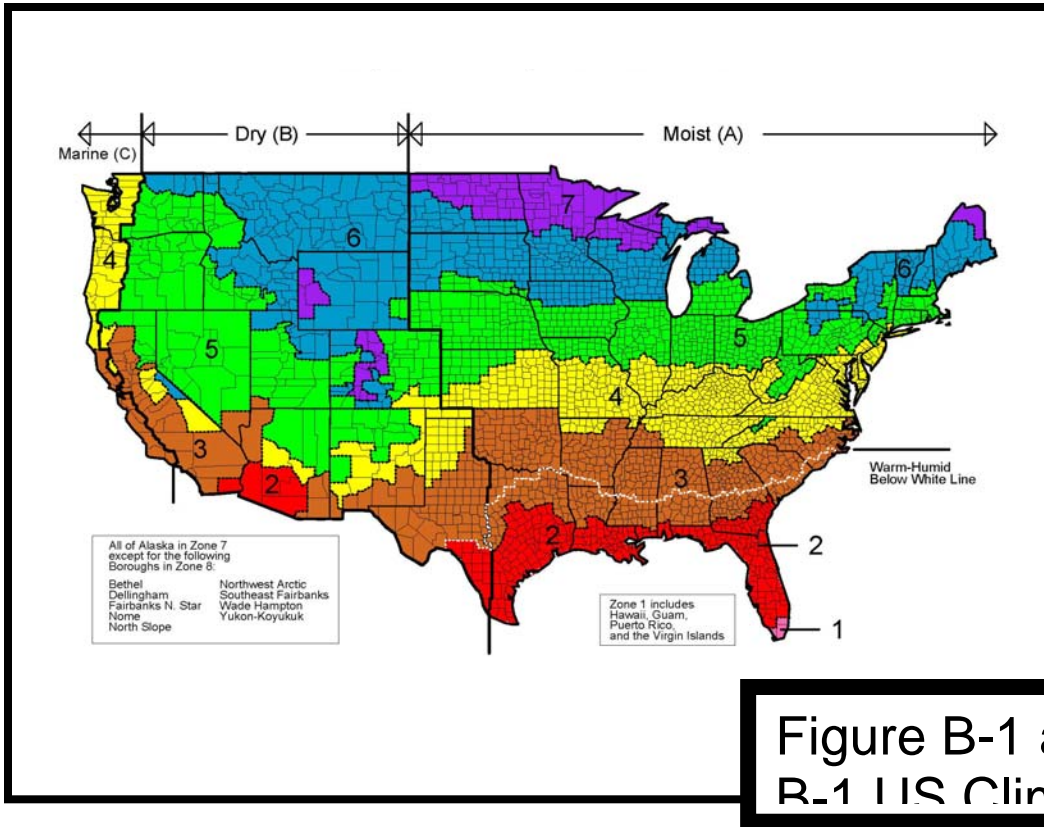 Marine (C)
Dry (B)
Moist (A)
7
6
6
4
5
5
4
3
3
2
2
Warm-Humid
Below White Line
2
1
All of Alaska in Zone 7
except for the following
Boroughs in Zone 8:
Bethel Northwest Arctic
Dellingham Southeast Fairbanks
Fairbanks N. Star Wade Hampton
Nome Yukon-Koyukuk
North Slope
Zone 1 includes
Hawaii, Guam,
Puerto Rico,
and the Virgin Islands
Figure B-1 a
B-1 US Clim